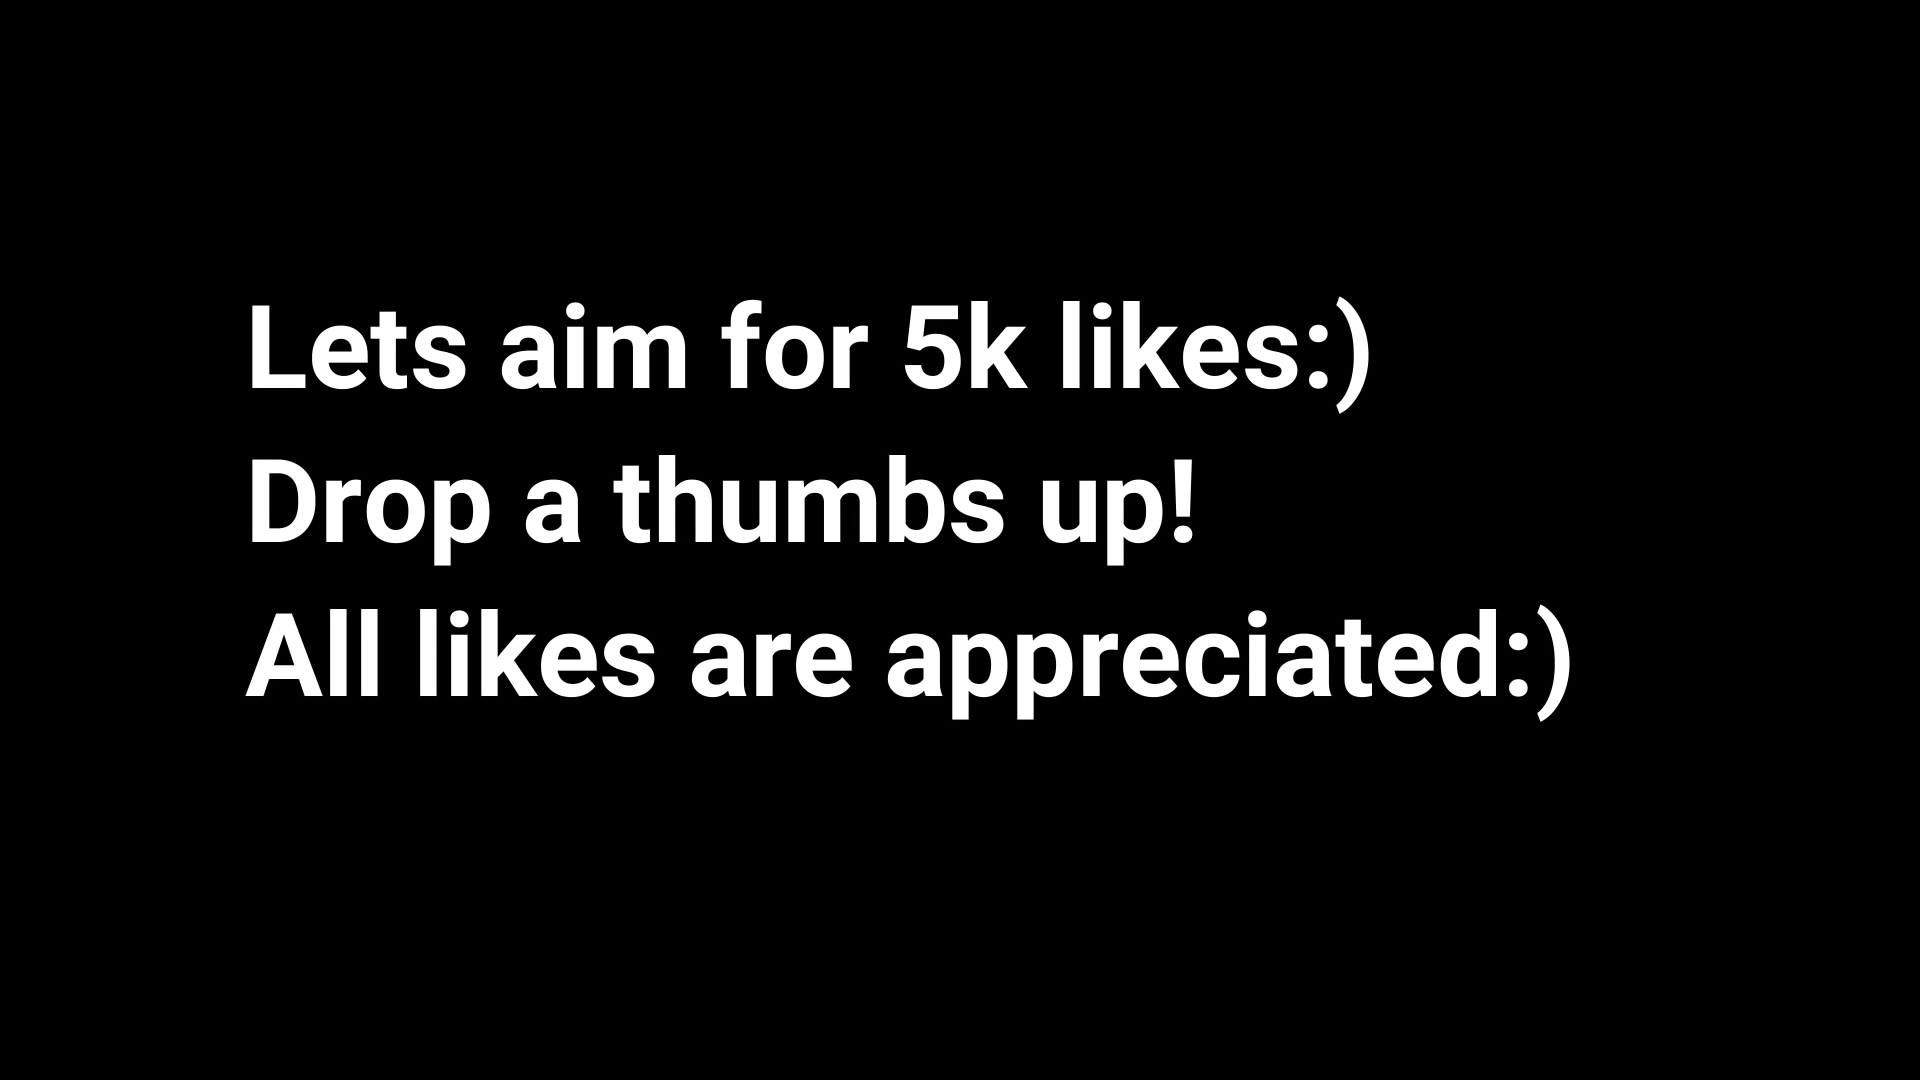 Lets aim for 5k likes:)
Drop a thumbs up!
All likes are appreciated:)